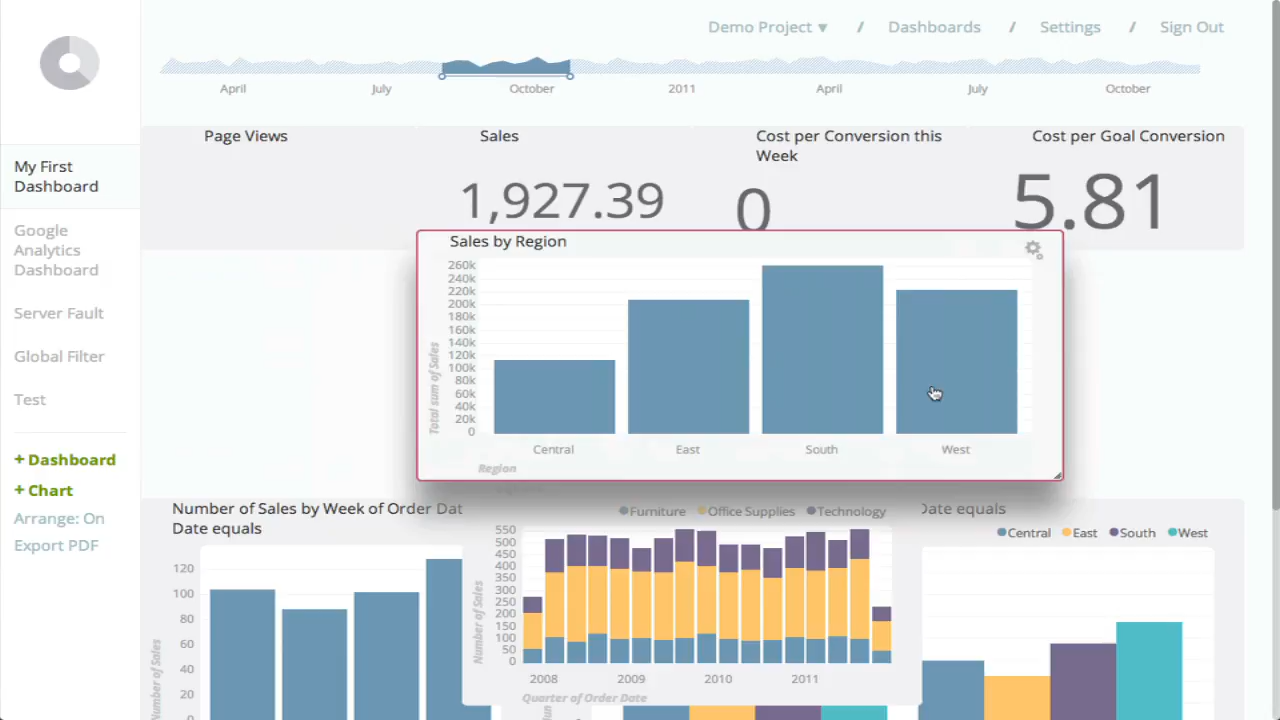 Demo Project ▼ / Dashboards / Settings / Sign Out
April July October 2011 April July October
My First
Dashboard
Google
Analytics
Dashboard
Server Fault
Global Filter
Test
+ Dashboard
+ Chart
Arrange: On
Export PDF
Page Views
Sales
1,927.39
Cost per Conversion this
Week
0
Cost per Goal Conversion
5.81
Sales by Region
Total sum of Sales
260k
240k
220k
200k
180k
160k
140k
120k
100k
80k
60k
40k
20k
0
Central East South West
Region
Number of Sales by Week of Order Dat
Date equals
Number of Sales
120
100
80
60
40
20
0
Furniture Office Supplies Technology
Number of Sales
550
500
450
400
350
300
250
200
150
100
50
0
2008 2009 2010 2011
Quarter of Order Date
Date equals
Central East South West